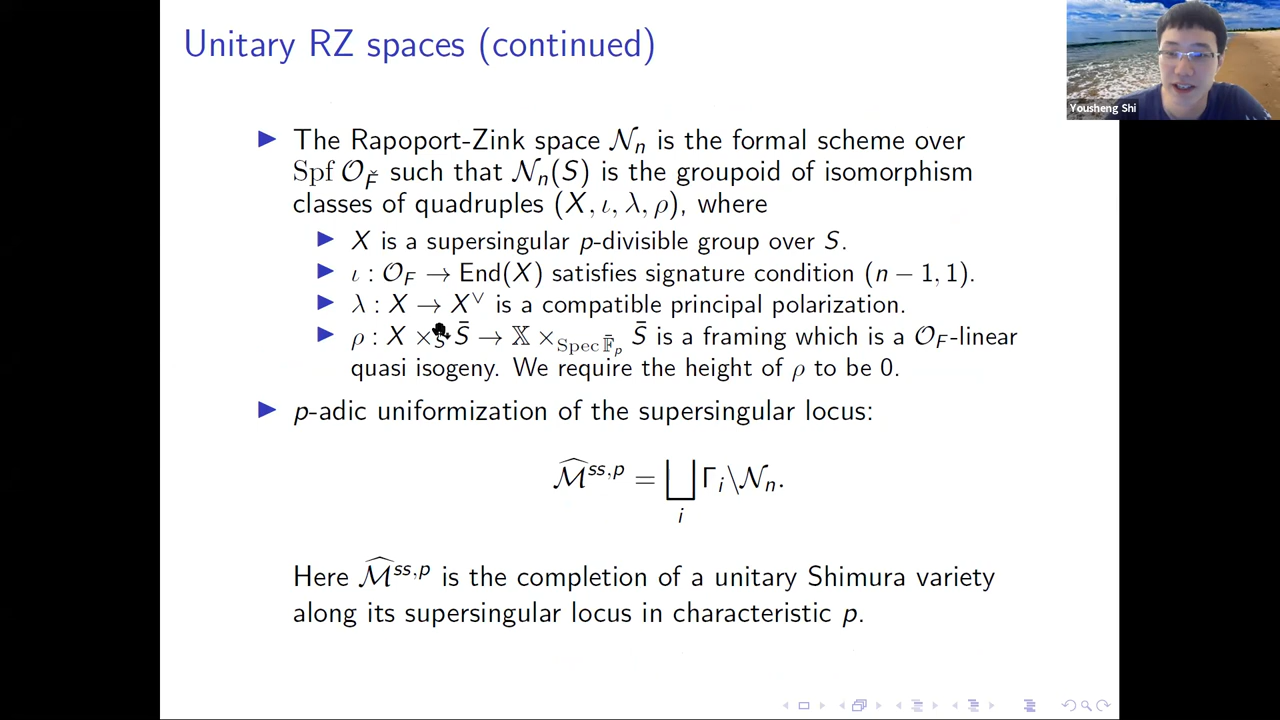 Unitary RZ spaces (continued)
Yousheng Shi
▶ The Rapoport-Zink space 𝒩ₙ is the formal scheme over
Spf 𝒪_F̆ such that 𝒩ₙ(S) is the groupoid of isomorphism
classes of quadruples (X, ι, λ, ρ), where
▶ X is a supersingular p-divisible group over S.
▶ ι : 𝒪_F → End(X) satisfies signature condition (n − 1, 1).
▶ λ : X → X^∨ is a compatible principal polarization.
▶ ρ : X ×_S S̄ → 𝕏 ×_{Spec 𝔽̄_p} S̄ is a framing which is a 𝒪_F-linear
quasi isogeny. We require the height of ρ to be 0.
▶ p-adic uniformization of the supersingular locus:
ℳ̂^{ss,p} = ⨆_i Γ_i\𝒩ₙ.
Here ℳ̂^{ss,p} is the completion of a unitary Shimura variety
along its supersingular locus in characteristic p.